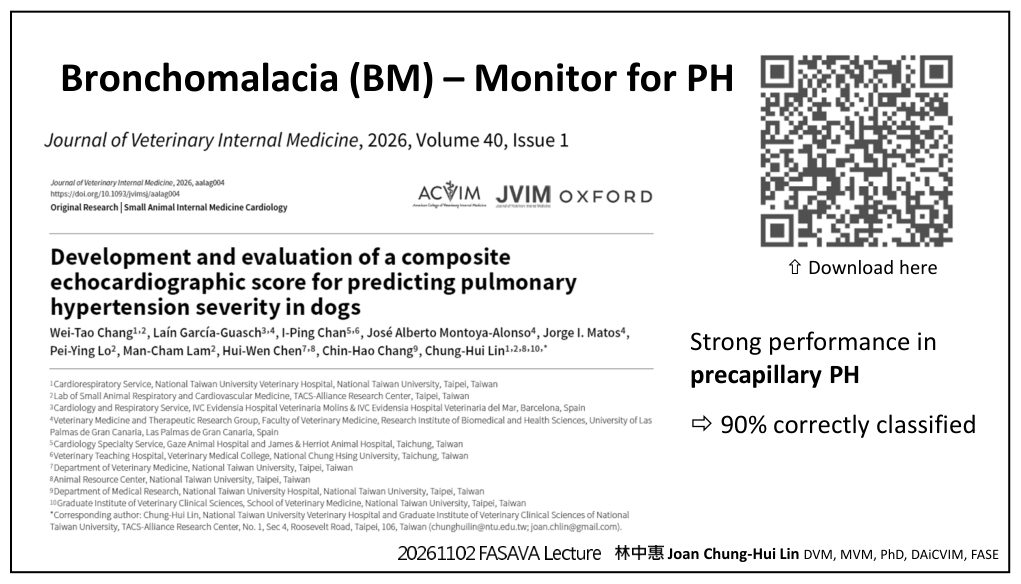 Bronchomalacia (BM) – Monitor for PH
Journal of Veterinary Internal Medicine, 2026, Volume 40, Issue 1
Journal of Veterinary Internal Medicine, 2026, aalag004
https://doi.org/10.1093/jvimsj/aalag004
Original Research | Small Animal Internal Medicine Cardiology
ACVIM
American College of Veterinary Internal Medicine
JVIM
Journal of Veterinary Internal Medicine
OXFORD
Development and evaluation of a composite
echocardiographic score for predicting pulmonary
hypertension severity in dogs
Wei-Tao Chang1,2, Laín García-Guasch3,4, I-Ping Chan5,6, José Alberto Montoya-Alonso4, Jorge I. Matos4,
Pei-Ying Lo2, Man-Cham Lam2, Hui-Wen Chen7,8, Chin-Hao Chang9, Chung-Hui Lin1,2,8,10,*
1Cardiorespiratory Service, National Taiwan University Veterinary Hospital, National Taiwan University, Taipei, Taiwan
2Lab of Small Animal Respiratory and Cardiovascular Medicine, TACS-Alliance Research Center, Taipei, Taiwan
3Cardiology and Respiratory Service, IVC Evidensia Hospital Veterinaria Molins & IVC Evidensia Hospital Veterinaria del Mar, Barcelona, Spain
4Veterinary Medicine and Therapeutic Research Group, Faculty of Veterinary Medicine, Research Institute of Biomedical and Health Sciences, University of Las
Palmas de Gran Canaria, Las Palmas de Gran Canaria, Spain
5Cardiology Specialty Service, Gaze Animal Hospital and James & Herriot Animal Hospital, Taichung, Taiwan
6Veterinary Teaching Hospital, Veterinary Medical College, National Chung Hsing University, Taichung, Taiwan
7Department of Veterinary Medicine, National Taiwan University, Taipei, Taiwan
8Animal Resource Center, National Taiwan University, Taipei, Taiwan
9Department of Medical Research, National Taiwan University Hospital, National Taiwan University, Taipei, Taiwan
10Graduate Institute of Veterinary Clinical Sciences, School of Veterinary Medicine, National Taiwan University, Taipei, Taiwan
*Corresponding author: Chung-Hui Lin, National Taiwan University Veterinary Hospital and Graduate Institute of Veterinary Clinical Sciences of National
Taiwan University, TACS-Alliance Research Center, No. 1, Sec 4, Roosevelt Road, Taipei, 106, Taiwan (chunghuilin@ntu.edu.tw; joan.chlin@gmail.com).
⇧ Download here
Strong performance in
precapillary PH
⇨ 90% correctly classified
20261102 FASAVA Lecture 林中惠 Joan Chung-Hui Lin DVM, MVM, PhD, DAiCVIM, FASE